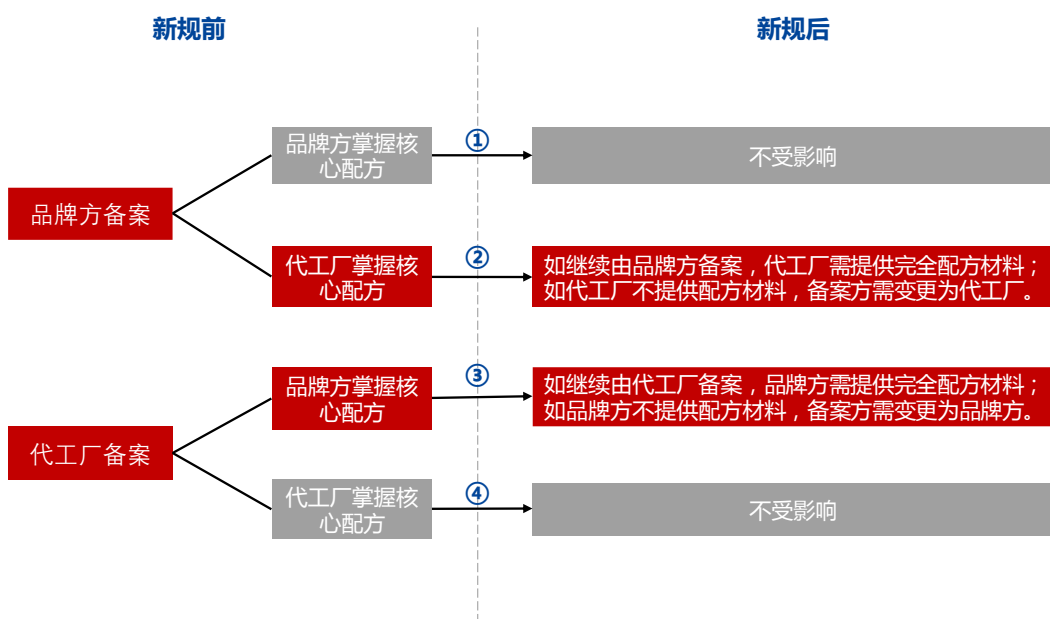 新规前
新规后
品牌方备案
品牌方掌握核
心配方
①
不受影响
代工厂掌握核
心配方
②
如继续由品牌方备案，代工厂需提供完全配方材料；
如代工厂不提供配方材料，备案方需变更为代工厂。
代工厂备案
品牌方掌握核
心配方
③
如继续由代工厂备案，品牌方需提供完全配方材料；
如品牌方不提供配方材料，备案方需变更为品牌方。
代工厂掌握核
心配方
④
不受影响